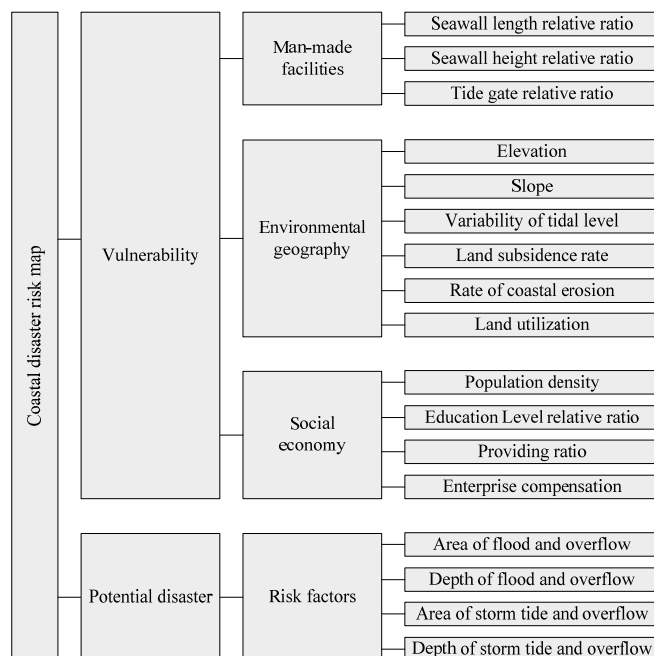 Coastal disaster risk map
Vulnerability
Man-made
facilities
Seawall length relative ratio
Seawall height relative ratio
Tide gate relative ratio
Environmental
geography
Elevation
Slope
Variability of tidal level
Land subsidence rate
Rate of coastal erosion
Land utilization
Social
economy
Population density
Education Level relative ratio
Providing ratio
Enterprise compensation
Potential disaster
Risk factors
Area of flood and overflow
Depth of flood and overflow
Area of storm tide and overflow
Depth of storm tide and overflow